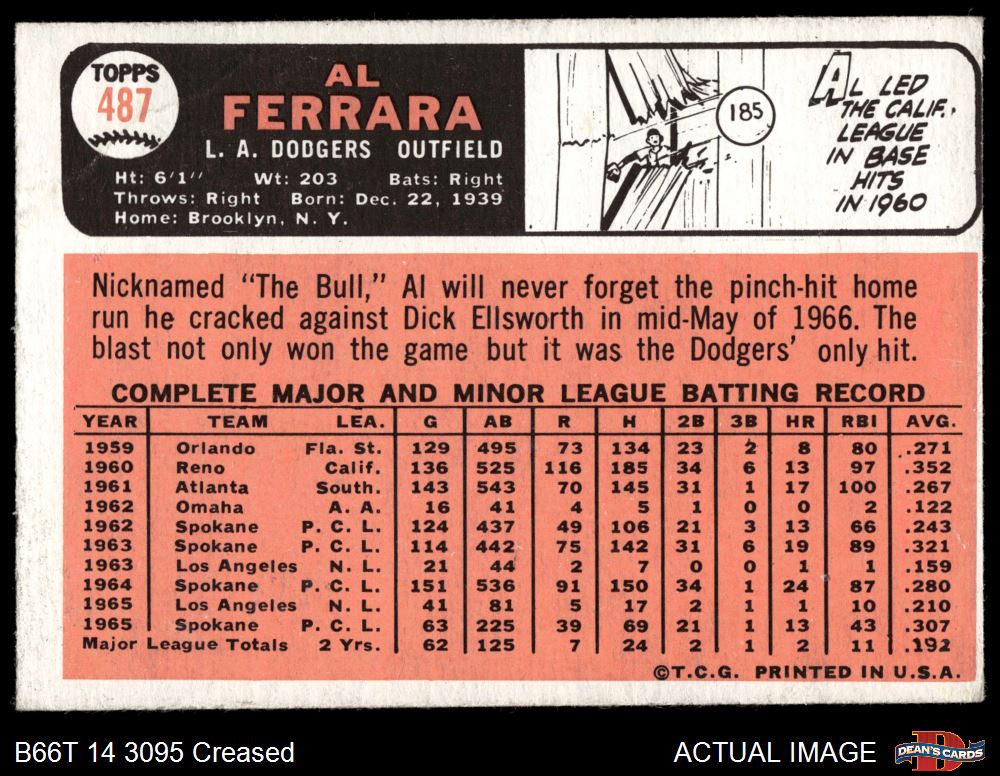 TOPPS
487
AL
FERRARA
L. A. DODGERS OUTFIELD
Ht: 6'1" Wt: 203 Bats: Right
Throws: Right Born: Dec. 22, 1939
Home: Brooklyn, N. Y.
185
AL LED
THE CALIF.
LEAGUE
IN BASE
HITS
IN 1960
Nicknamed "The Bull," Al will never forget the pinch-hit home
run he cracked against Dick Ellsworth in mid-May of 1966. The
blast not only won the game but it was the Dodgers' only hit.
COMPLETE MAJOR AND MINOR LEAGUE BATTING RECORD
YEAR TEAM LEA. G AB R H 2B 3B HR RBI AVG.
1959 Orlando Fla. St. 129 495 73 134 23 2 8 80 .271
1960 Reno Calif. 136 525 116 185 34 6 13 97 .352
1961 Atlanta South. 143 543 70 145 31 1 17 100 .267
1962 Omaha A. A. 16 41 4 5 1 0 0 2 .122
1962 Spokane P. C. L. 124 437 49 106 21 3 13 66 .243
1963 Spokane P. C. L. 114 442 75 142 31 6 19 89 .321
1963 Los Angeles N. L. 21 44 2 7 0 0 1 1 .159
1964 Spokane P. C. L. 151 536 91 150 34 1 24 87 .280
1965 Los Angeles N. L. 41 81 5 17 2 1 1 10 .210
1965 Spokane P. C. L. 63 225 39 69 21 1 13 43 .307
Major League Totals 2 Yrs. 62 125 7 24 2 1 2 11 .192
©T.C.G. PRINTED IN U.S.A.
B66T 14 3095 Creased
ACTUAL IMAGE
DEAN'S CARDS